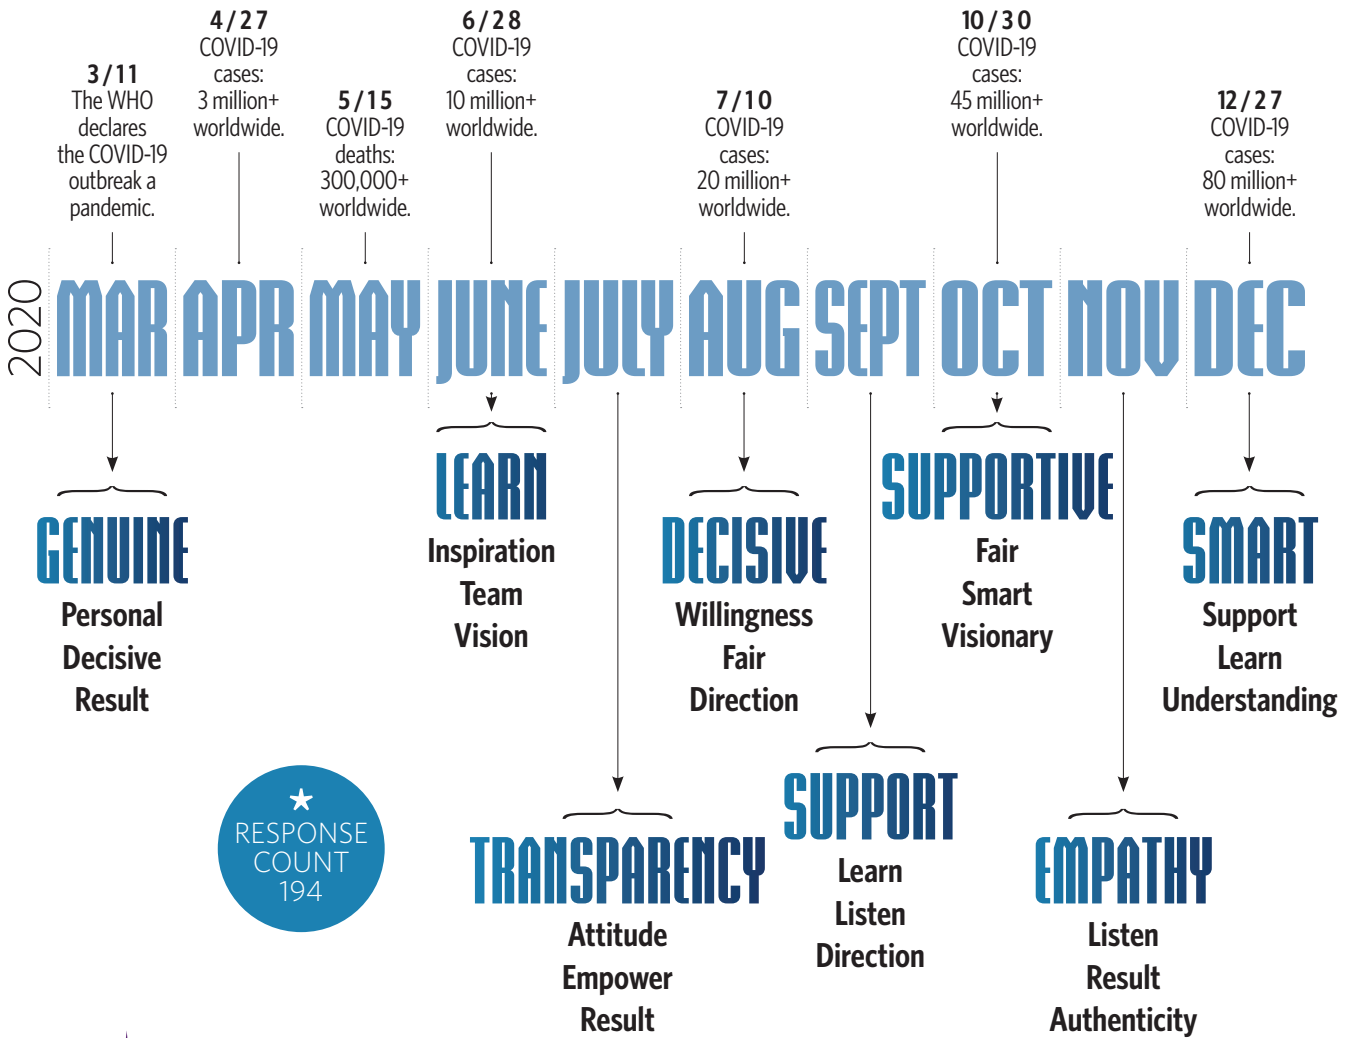 3/11
The WHO
declares
the COVID-19
outbreak a
pandemic.
4/27
COVID-19
cases:
3 million+
worldwide.
5/15
COVID-19
deaths:
300,000+
worldwide.
6/28
COVID-19
cases:
10 million+
worldwide.
7/10
COVID-19
cases:
20 million+
worldwide.
10/30
COVID-19
cases:
45 million+
worldwide.
12/27
COVID-19
cases:
80 million+
worldwide.
2020
MAR APR MAY JUNE JULY AUG SEPT OCT NOV DEC
GENUINE
Personal
Decisive
Result
LEARN
Inspiration
Team
Vision
TRANSPARENCY
Attitude
Empower
Result
DECISIVE
Willingness
Fair
Direction
SUPPORT
Learn
Listen
Direction
SUPPORTIVE
Fair
Smart
Visionary
EMPATHY
Listen
Result
Authenticity
SMART
Support
Learn
Understanding
RESPONSE
COUNT
194